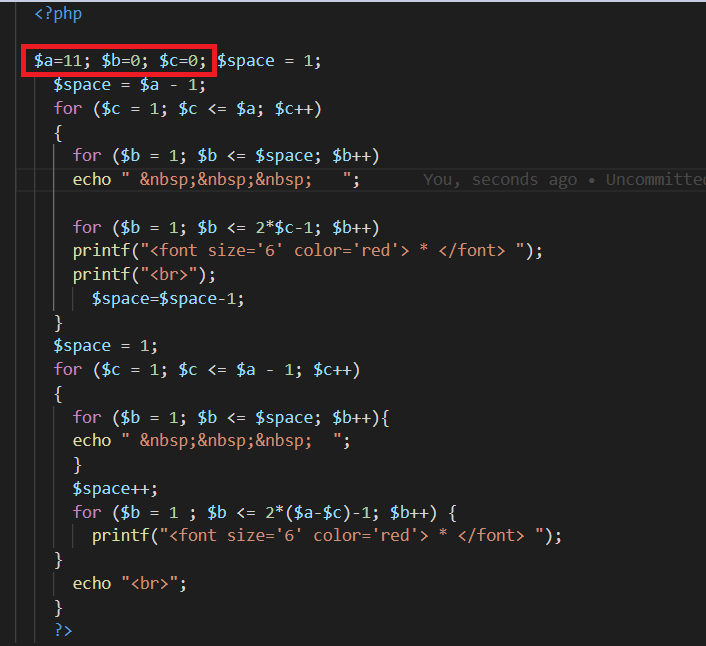 <?php
$a=11; $b=0; $c=0; $space = 1;
$space = $a - 1;
for ($c = 1; $c <= $a; $c++)
{
for ($b = 1; $b <= $space; $b++)
echo " &nbsp;&nbsp;&nbsp;   "; You, seconds ago • Uncommitted
for ($b = 1; $b <= 2*$c-1; $b++)
printf("<font size='6' color='red'> * </font> ");
printf("<br>");
$space=$space-1;
}
$space = 1;
for ($c = 1; $c <= $a - 1; $c++)
{
for ($b = 1; $b <= $space; $b++){
echo " &nbsp;&nbsp;&nbsp;  ";
}
$space++;
for ($b = 1 ; $b <= 2*($a-$c)-1; $b++) {
printf("<font size='6' color='red'> * </font> ");
}
echo "<br>";
}
?>